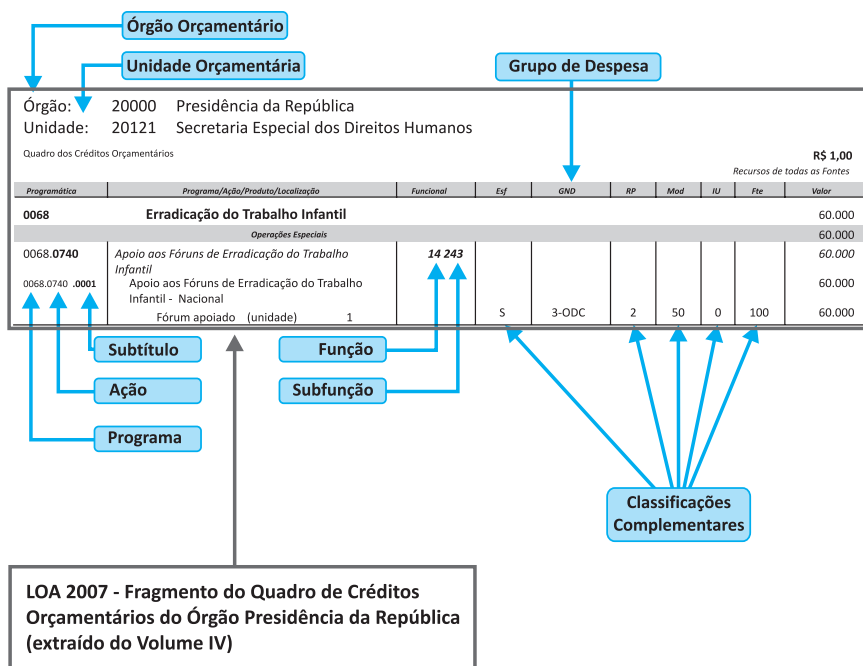 Órgão Orçamentário
Unidade Orçamentária
Grupo de Despesa
Órgão: 20000 Presidência da República
Unidade: 20121 Secretaria Especial dos Direitos Humanos
Quadro dos Créditos Orçamentários
R$ 1,00
Recursos de todas as Fontes
Programática Programa/Ação/Produto/Localização Funcional Esf GND RP Mod IU Fte Valor
0068 Erradicação do Trabalho Infantil 60.000
Operações Especiais 60.000
0068.0740 Apoio aos Fóruns de Erradicação do Trabalho 14 243 60.000
Infantil
0068.0740 .0001 Apoio aos Fóruns de Erradicação do Trabalho 60.000
Infantil - Nacional
Fórum apoiado (unidade) 1 S 3-ODC 2 50 0 100 60.000
Subtítulo
Função
Ação
Subfunção
Programa
Classificações
Complementares
LOA 2007 - Fragmento do Quadro de Créditos
Orçamentários do Órgão Presidência da República
(extraído do Volume IV)